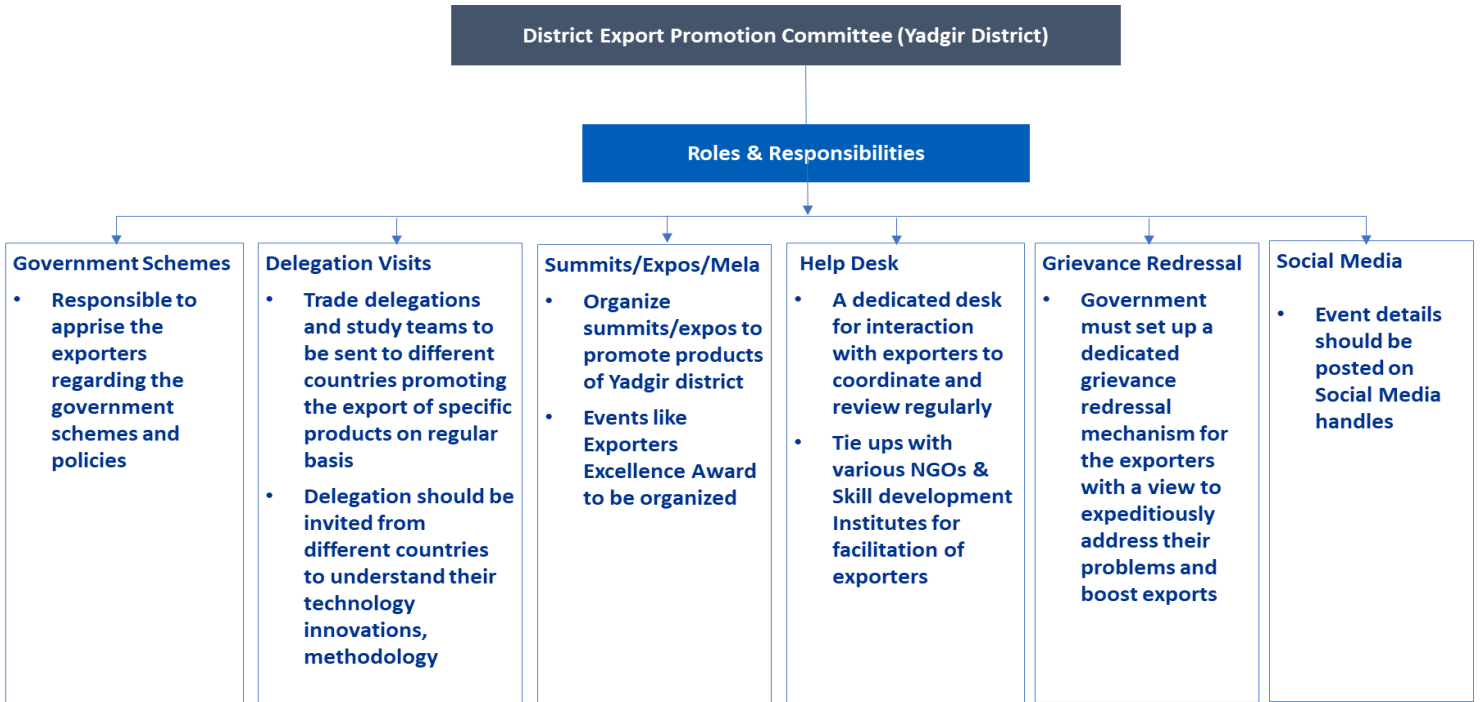 District Export Promotion Committee (Yadgir District)
Roles & Responsibilities
Government Schemes
• Responsible to
apprise the
exporters
regarding the
government
schemes and
policies
Delegation Visits
• Trade delegations
and study teams to
be sent to different
countries promoting
the export of specific
products on regular
basis
• Delegation should be
invited from
different countries
to understand their
technology
innovations,
methodology
Summits/Expos/Mela
• Organize
summits/expos to
promote products
of Yadgir district
• Events like
Exporters
Excellence Award
to be organized
Help Desk
• A dedicated desk
for interaction
with exporters to
coordinate and
review regularly
• Tie ups with
various NGOs &
Skill development
Institutes for
facilitation of
exporters
Grievance Redressal
• Government
must set up a
dedicated
grievance
redressal
mechanism for
the exporters
with a view to
expeditiously
address their
problems and
boost exports
Social Media
• Event details
should be
posted on
Social Media
handles